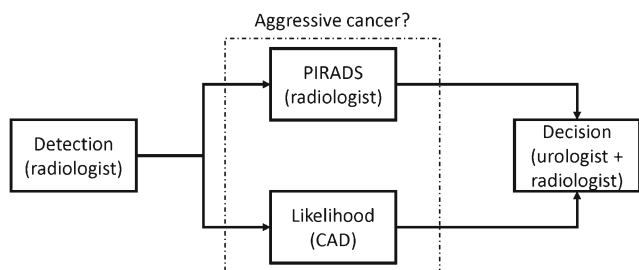 Aggressive cancer?
PIRADS
(radiologist)
Detection
(radiologist)
Decision
(urologist +
radiologist)
Likelihood
(CAD)